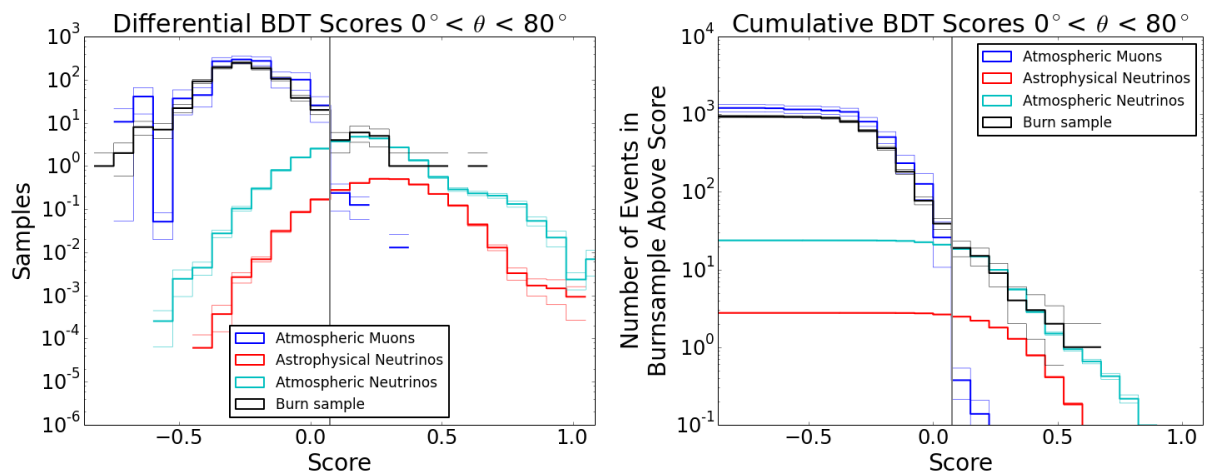 Differential BDT Scores 0° < θ < 80°
10³
10²
10¹
10⁰
10⁻¹
10⁻²
10⁻³
10⁻⁴
10⁻⁵
10⁻⁶
Samples
Atmospheric Muons
Astrophysical Neutrinos
Atmospheric Neutrinos
Burn sample
−0.5 0.0 0.5 1.0
Score
Cumulative BDT Scores 0° < θ < 80°
10⁴
10³
10²
10¹
10⁰
10⁻¹
Number of Events in
Burnsample Above Score
Atmospheric Muons
Astrophysical Neutrinos
Atmospheric Neutrinos
Burn sample
−0.5 0.0 0.5 1.0
Score